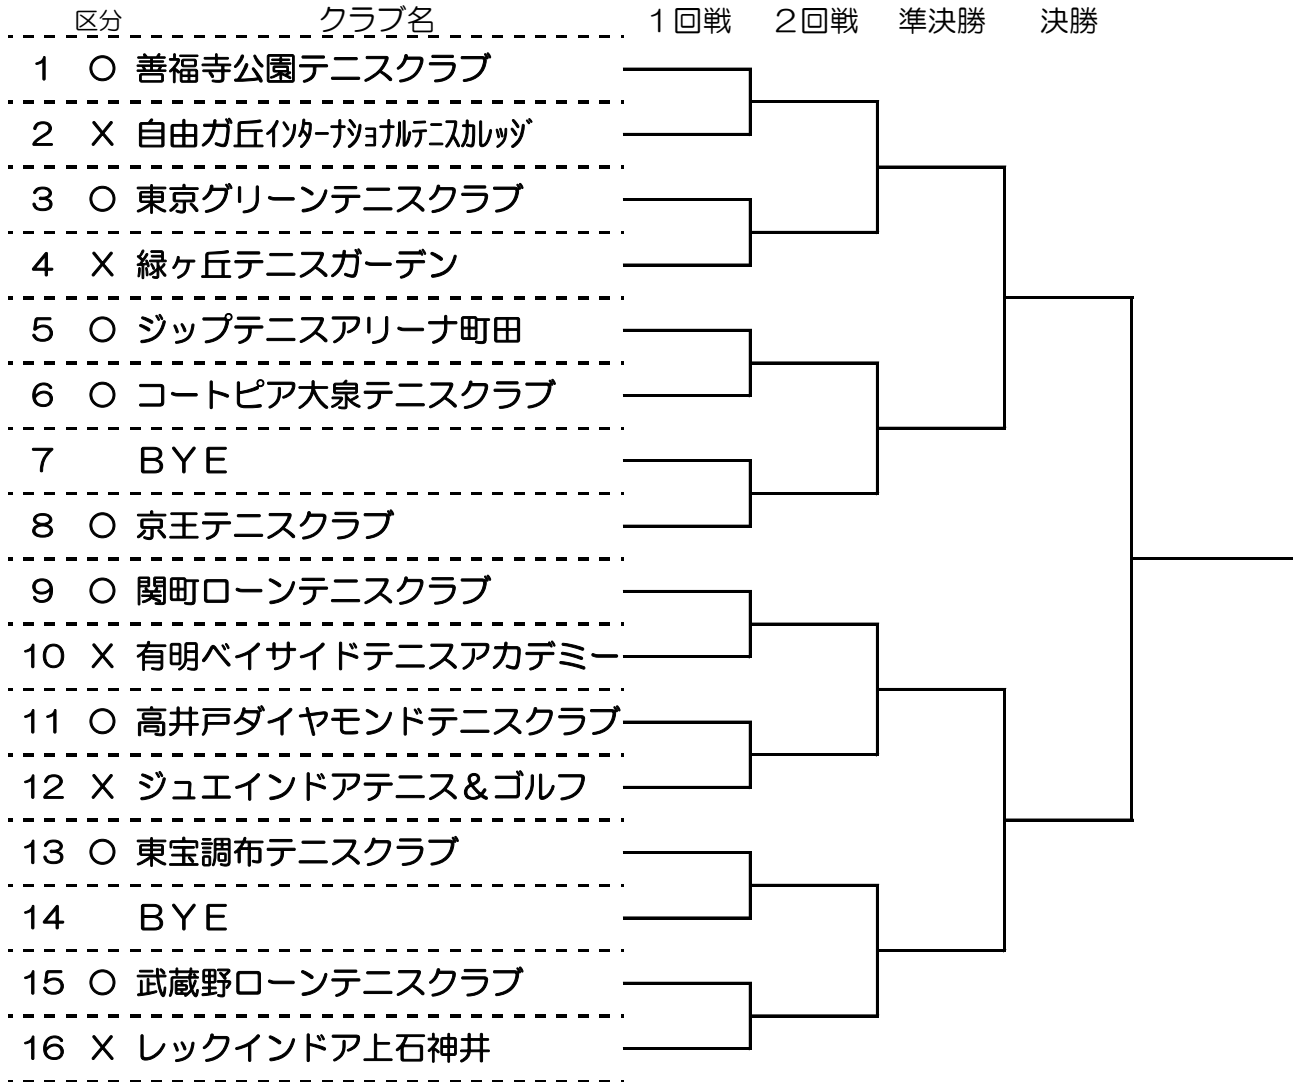 区分 クラブ名 １回戦 ２回戦 準決勝 決勝
1 ○ 善福寺公園テニスクラブ
2 X 自由ガ丘ｲﾝﾀｰﾅｼｮﾅﾙﾃﾆｽｶﾚｯｼﾞ
3 ○ 東京グリーンテニスクラブ
4 X 緑ヶ丘テニスガーデン
5 ○ ジップテニスアリーナ町田
6 ○ コートピア大泉テニスクラブ
7 ＢＹＥ
8 ○ 京王テニスクラブ
9 ○ 関町ローンテニスクラブ
10 X 有明ベイサイドテニスアカデミー
11 ○ 高井戸ダイヤモンドテニスクラブ
12 X ジュエインドアテニス＆ゴルフ
13 ○ 東宝調布テニスクラブ
14 ＢＹＥ
15 ○ 武蔵野ローンテニスクラブ
16 X レックインドア上石神井